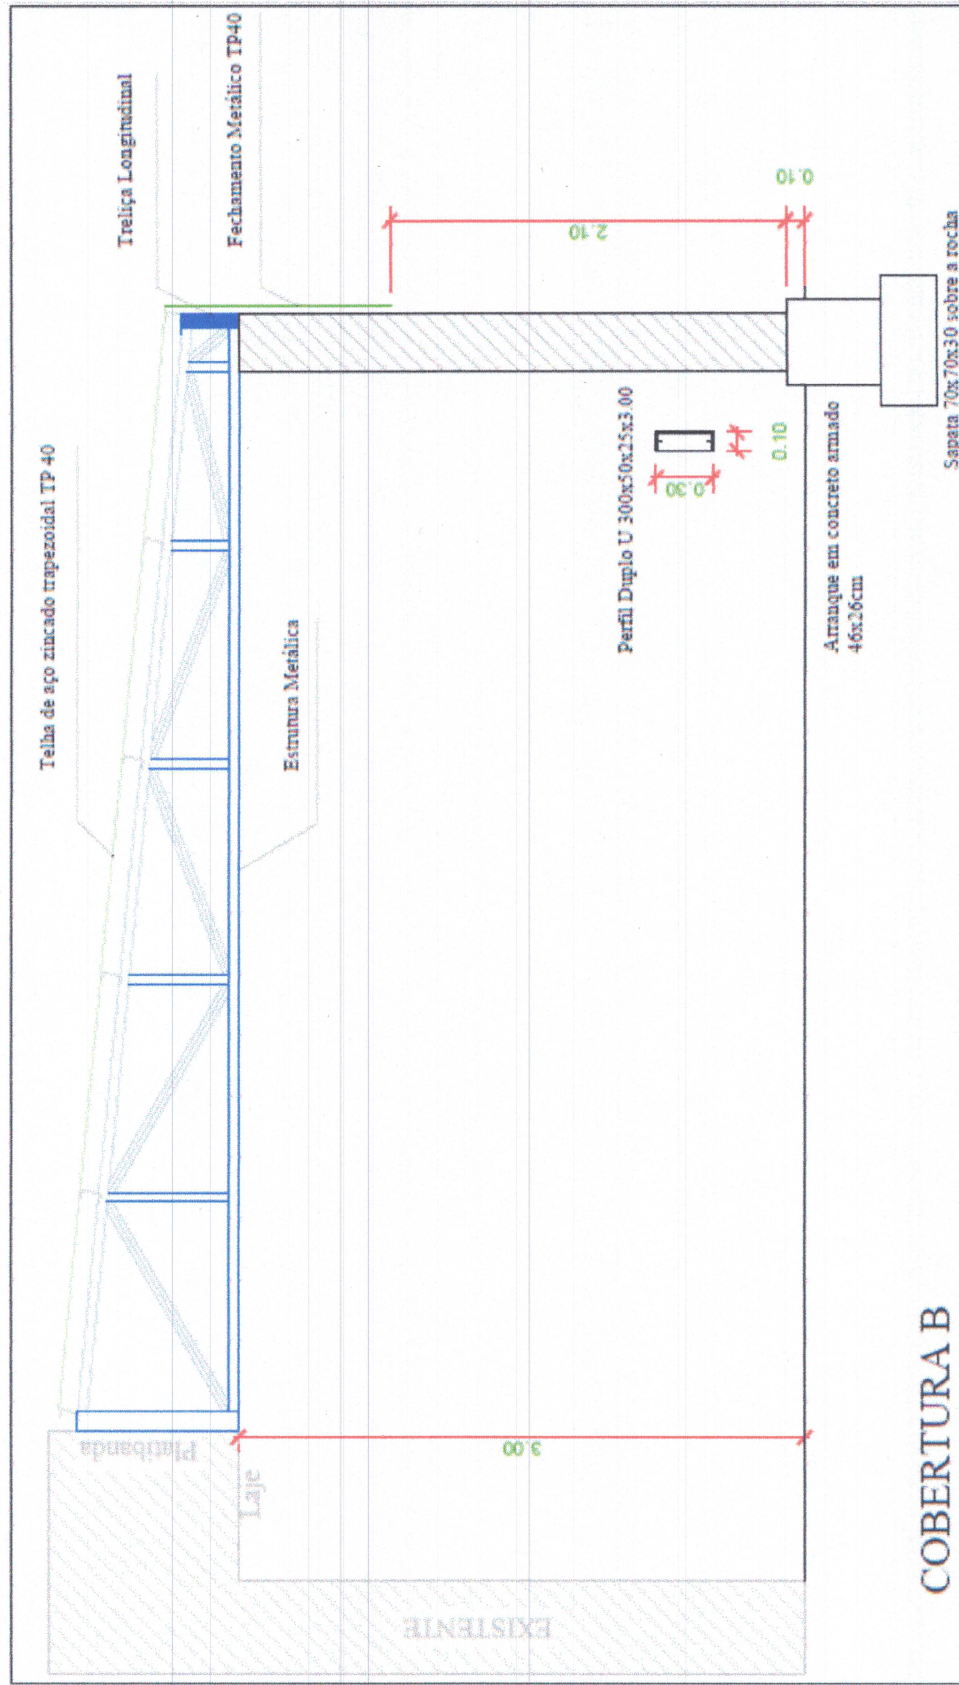 Telha de aço zincado trapezoidal TP 40
Treliça Longitudinal
Fechamento Metálico TP40
Platibanda
Laje
Estrutura Metálica
EXISTENTE
3.00
2.10
0.10
Perfil Duplo U 300x50x25x3.00
0.30
0.10
Arranque em concreto armado
46x26cm
Sapata 70x70x30 sobre a rocha
COBERTURA B